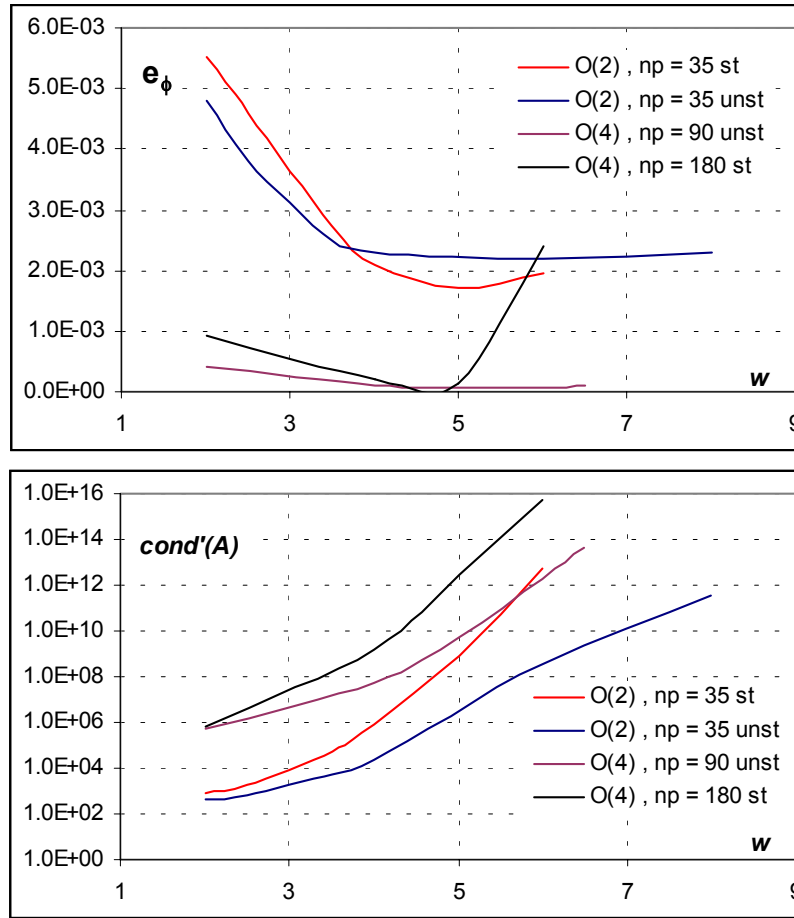 6.0E-03
eϕ
O(2) , np = 35 st
5.0E-03
O(2) , np = 35 unst
O(4) , np = 90 unst
4.0E-03
O(4) , np = 180 st
3.0E-03
2.0E-03
1.0E-03
w
0.0E+00
1 3 5 7 9
1.0E+16
1.0E+14
cond'(A)
1.0E+12
1.0E+10
1.0E+08
O(2) , np = 35 st
1.0E+06
O(2) , np = 35 unst
1.0E+04
O(4) , np = 90 unst
O(4) , np = 180 st
1.0E+02
w
1.0E+00
1 3 5 7 9